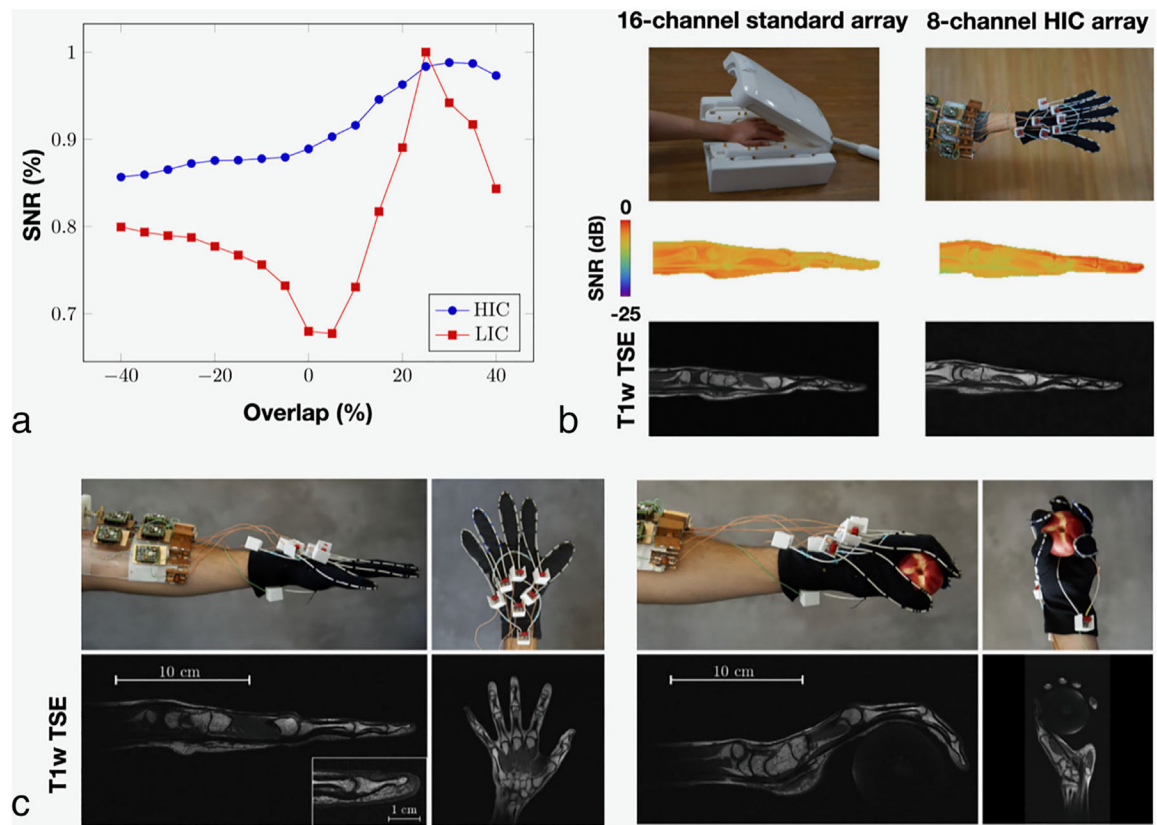 16-channel standard array
8-channel HIC array
1
0.9
0.8
0.7
SNR (%)
HIC
LIC
−40
−20
0
20
40
Overlap (%)
a
0
SNR (dB)
-25
T1w TSE
b
10 cm
10 cm
T1w TSE
1 cm
c